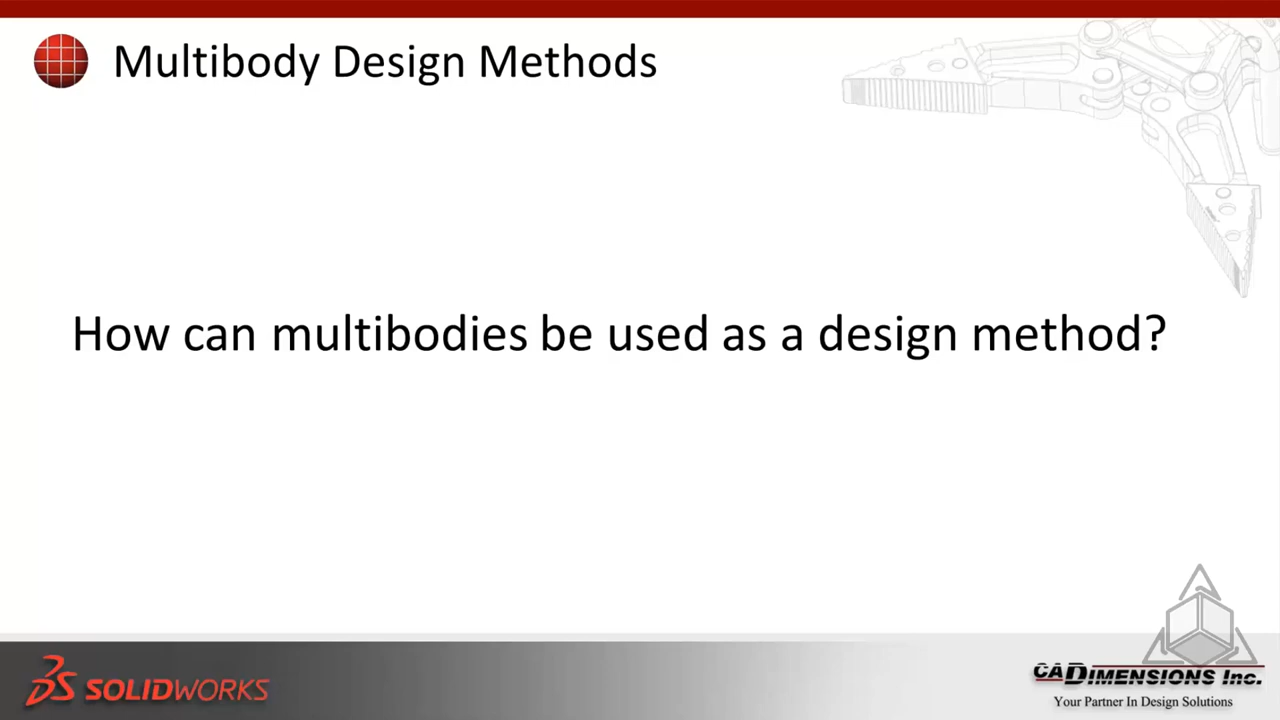 Multibody Design Methods
How can multibodies be used as a design method?
SOLIDWORKS
CADIMENSIONS INC.
Your Partner In Design Solutions